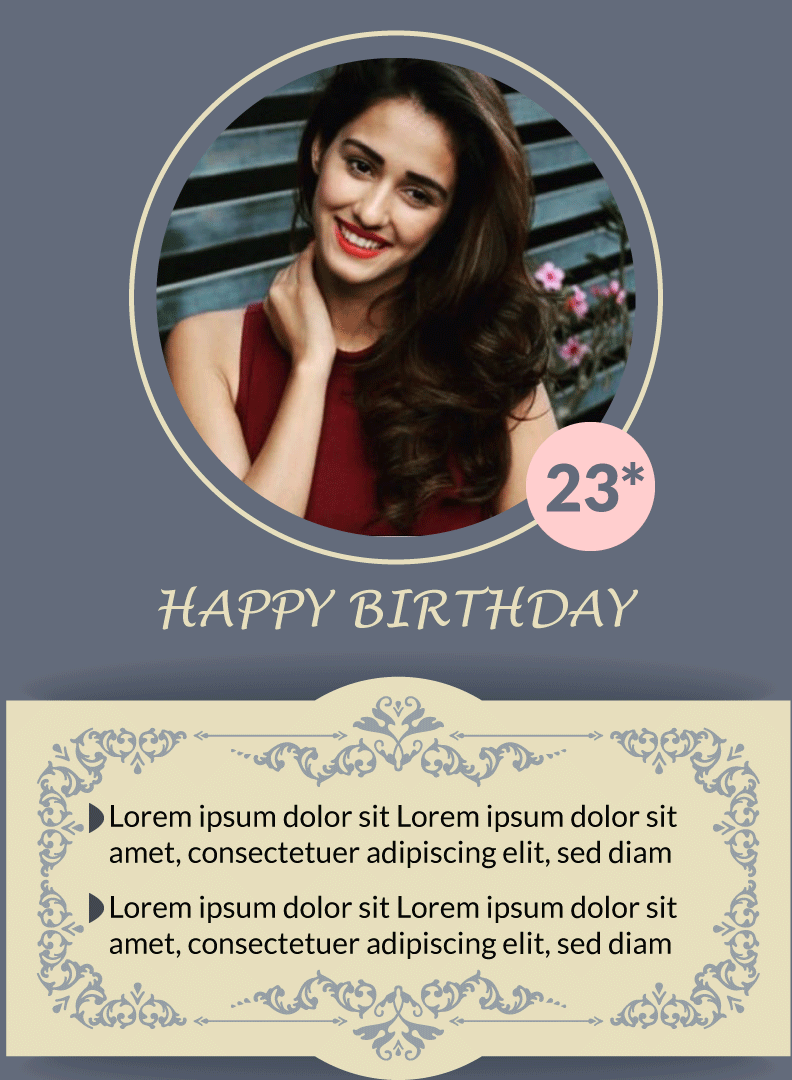 23*
HAPPY BIRTHDAY
Lorem ipsum dolor sit Lorem ipsum dolor sit
amet, consectetuer adipiscing elit, sed diam
Lorem ipsum dolor sit Lorem ipsum dolor sit
amet, consectetuer adipiscing elit, sed diam